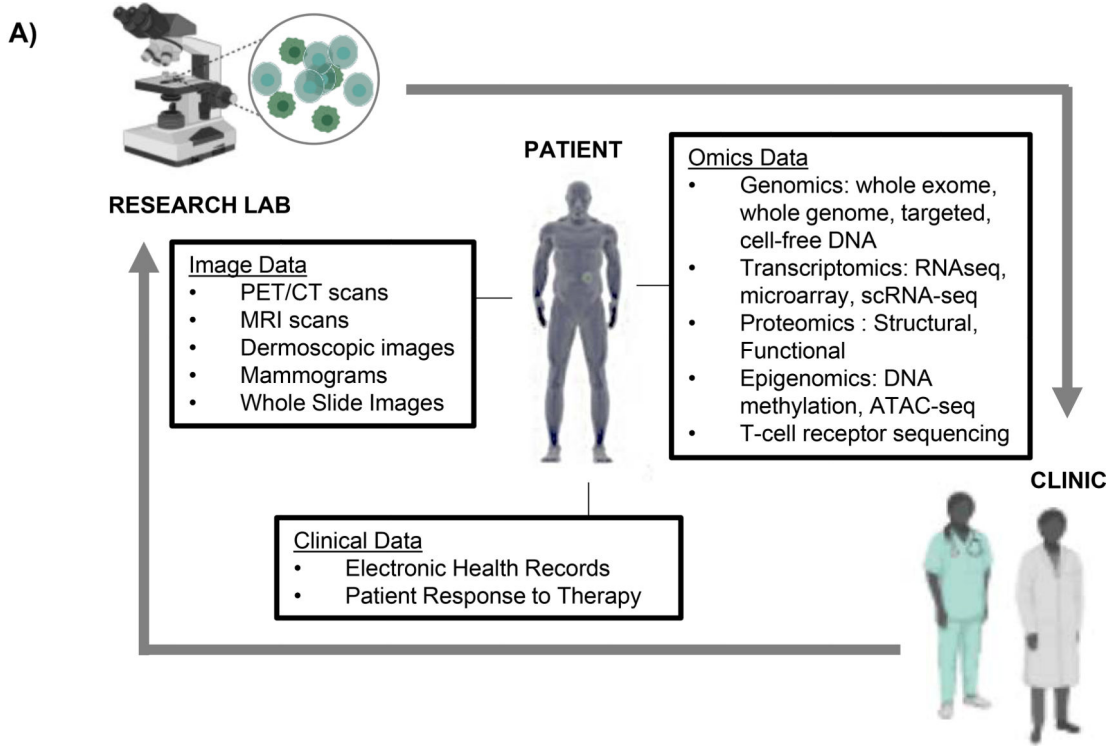 A)
RESEARCH LAB
PATIENT
Image Data
• PET/CT scans
• MRI scans
• Dermoscopic images
• Mammograms
• Whole Slide Images
Omics Data
• Genomics: whole exome,
whole genome, targeted,
cell-free DNA
• Transcriptomics: RNAseq,
microarray, scRNA-seq
• Proteomics : Structural,
Functional
• Epigenomics: DNA
methylation, ATAC-seq
• T-cell receptor sequencing
CLINIC
Clinical Data
• Electronic Health Records
• Patient Response to Therapy